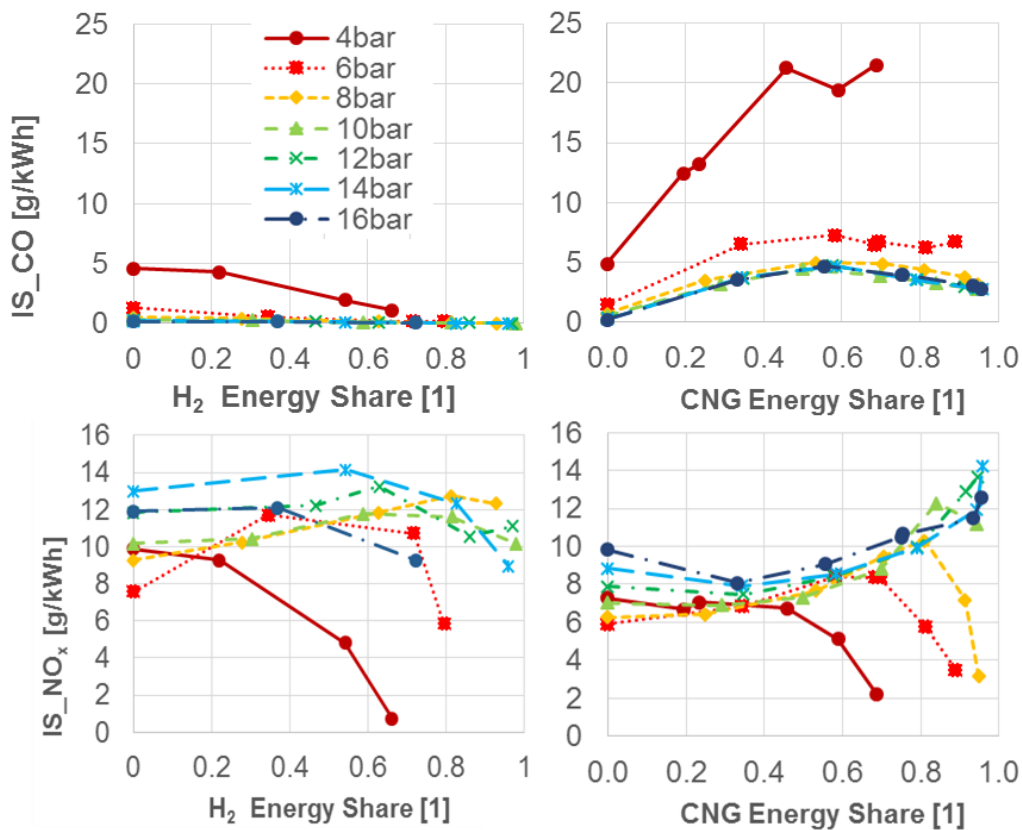 IS_CO [g/kWh]
25
20
15
10
5
0
0 0.2 0.4 0.6 0.8 1
H₂ Energy Share [1]
4bar
6bar
8bar
10bar
12bar
14bar
16bar
25
20
15
10
5
0
0.0 0.2 0.4 0.6 0.8 1.0
CNG Energy Share [1]
IS_NOₓ [g/kWh]
16
14
12
10
8
6
4
2
0
0 0.2 0.4 0.6 0.8 1
H₂ Energy Share [1]
16
14
12
10
8
6
4
2
0
0.0 0.2 0.4 0.6 0.8 1.0
CNG Energy Share [1]